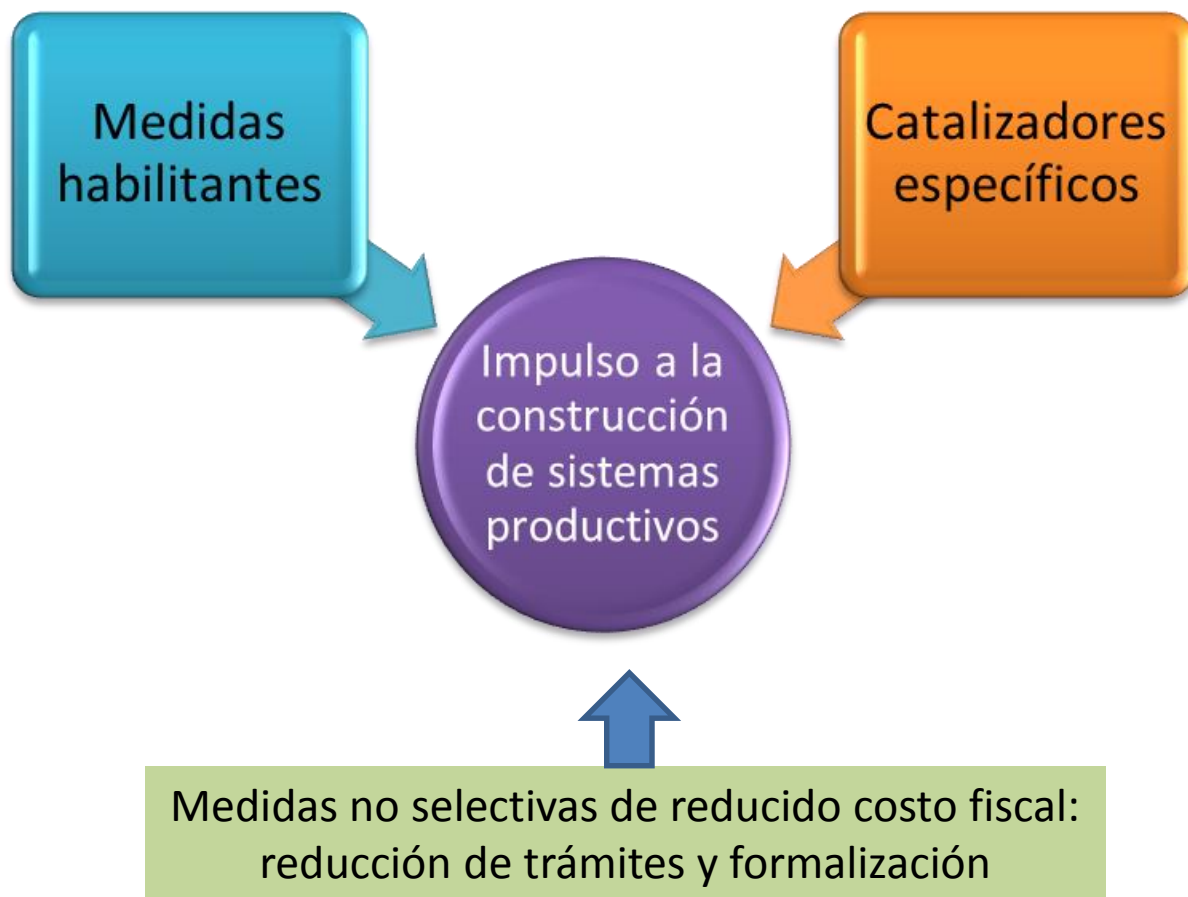 Medidas
habilitantes
Catalizadores
específicos
Impulso a la
construcción
de sistemas
productivos
Medidas no selectivas de reducido costo fiscal:
reducción de trámites y formalización